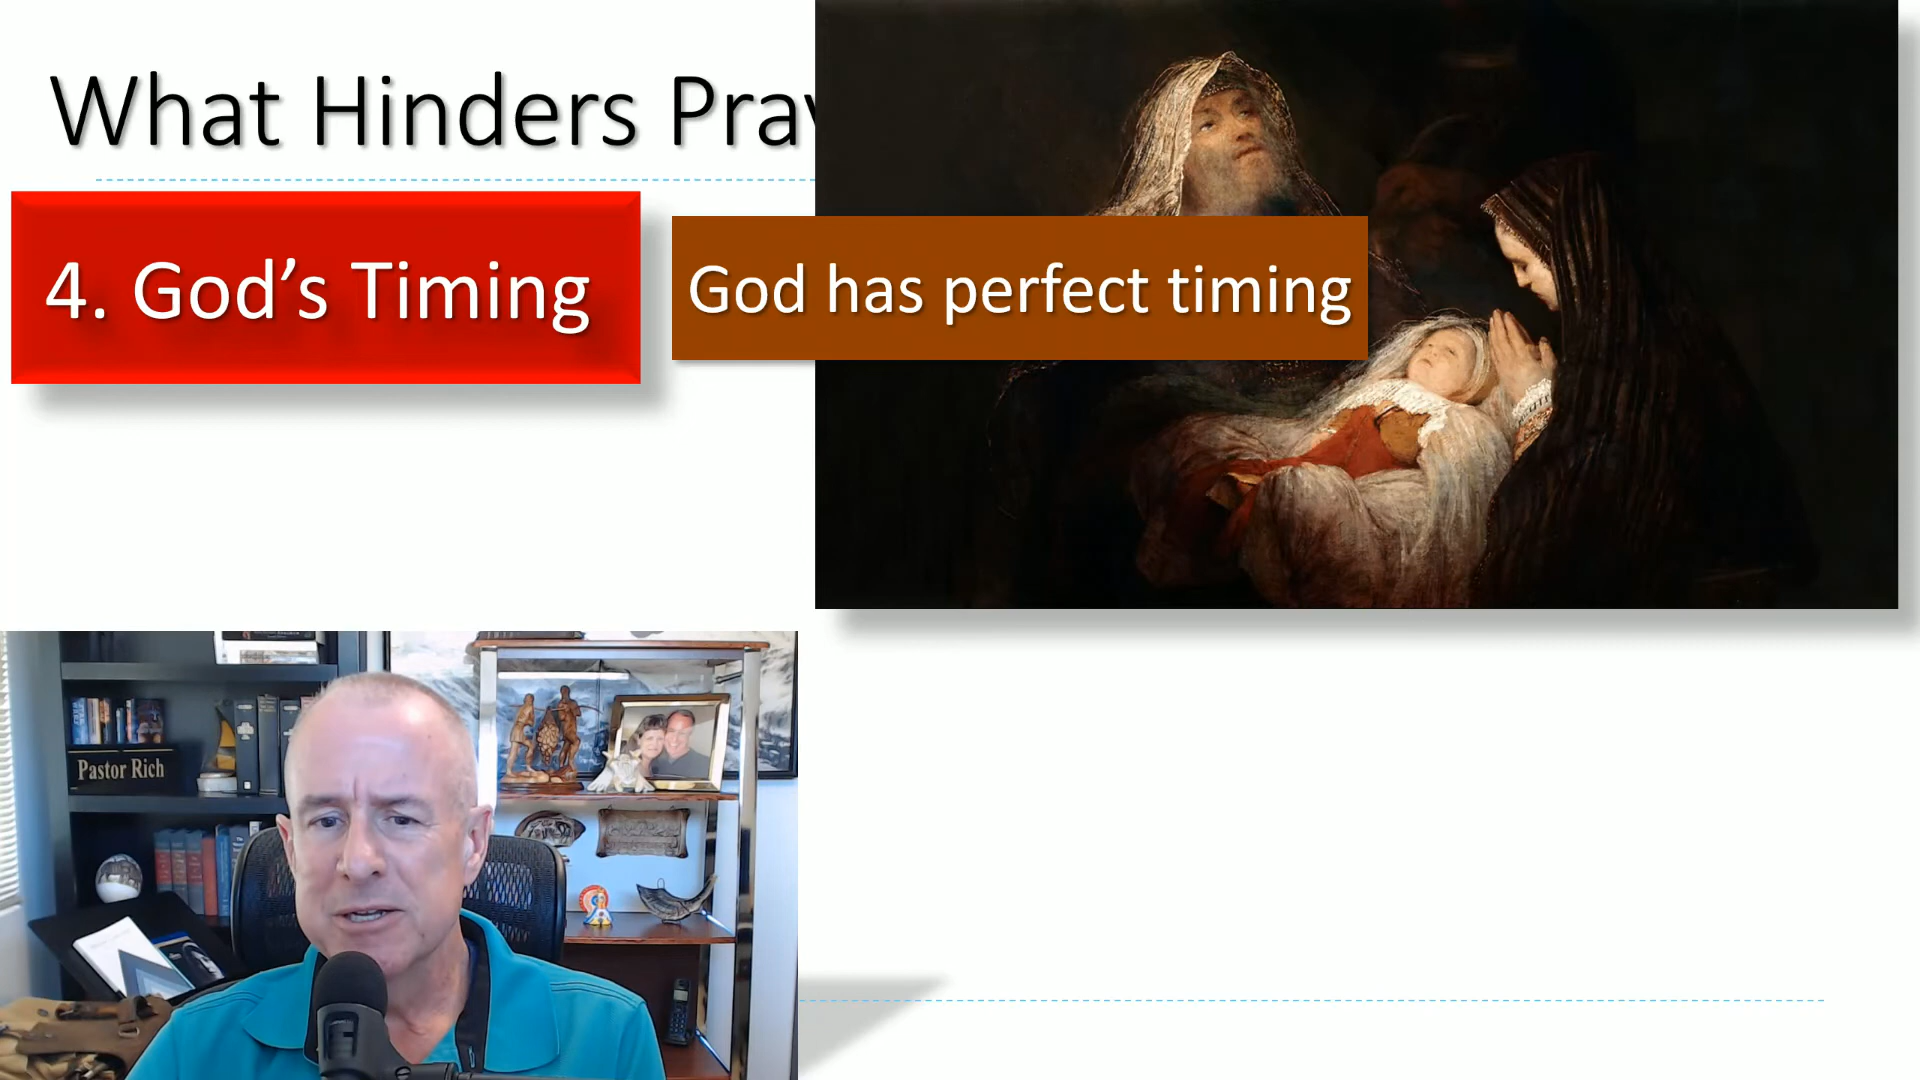 What Hinders Pray
4. God’s Timing
God has perfect timing
Pastor Rich